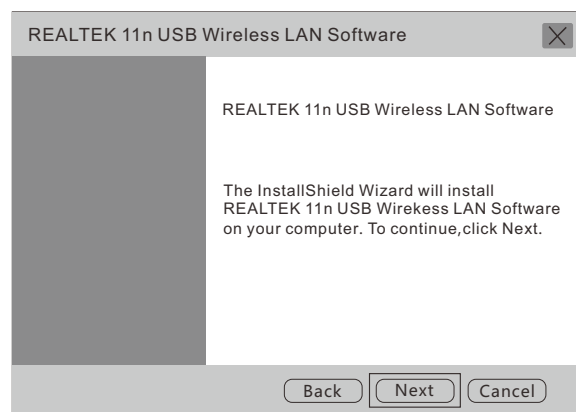 REALTEK 11n USB Wireless LAN Software
REALTEK 11n USB Wireless LAN Software
The InstallShield Wizard will install
REALTEK 11n USB Wirekess LAN Software
on your computer. To continue,click Next.
Back Next Cancel